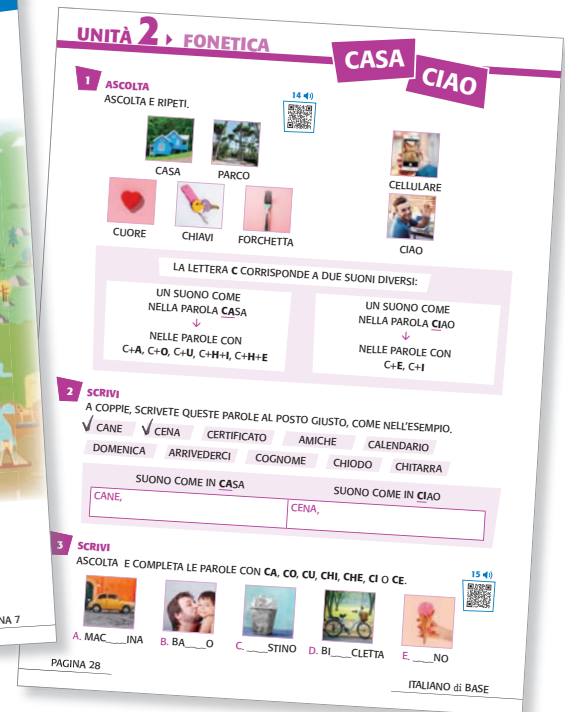 UNITÀ 2 ▸ FONETICA
CASA
CIAO
1 ASCOLTA
ASCOLTA E RIPETI.
14
CASA
PARCO
CELLULARE
CUORE
CHIAVI
FORCHETTA
CIAO
LA LETTERA C CORRISPONDE A DUE SUONI DIVERSI:
UN SUONO COME
NELLA PAROLA CASA
↓
NELLE PAROLE CON
C+A, C+O, C+U, C+H+I, C+H+E
UN SUONO COME
NELLA PAROLA CIAO
↓
NELLE PAROLE CON
C+E, C+I
2 SCRIVI
A COPPIE, SCRIVETE QUESTE PAROLE AL POSTO GIUSTO, COME NELL'ESEMPIO.
CANE CENA CERTIFICATO AMICHE CALENDARIO
DOMENICA ARRIVEDERCI COGNOME CHIODO CHITARRA
SUONO COME IN CASA
SUONO COME IN CIAO
CANE,
CENA,
3 SCRIVI
ASCOLTA E COMPLETA LE PAROLE CON CA, CO, CU, CHI, CHE, CI O CE.
15
A. MAC____INA
B. BA____O
C. ____STINO
D. BI____CLETTA
E. ____NO
PAGINA 28
ITALIANO di BASE
NA 7